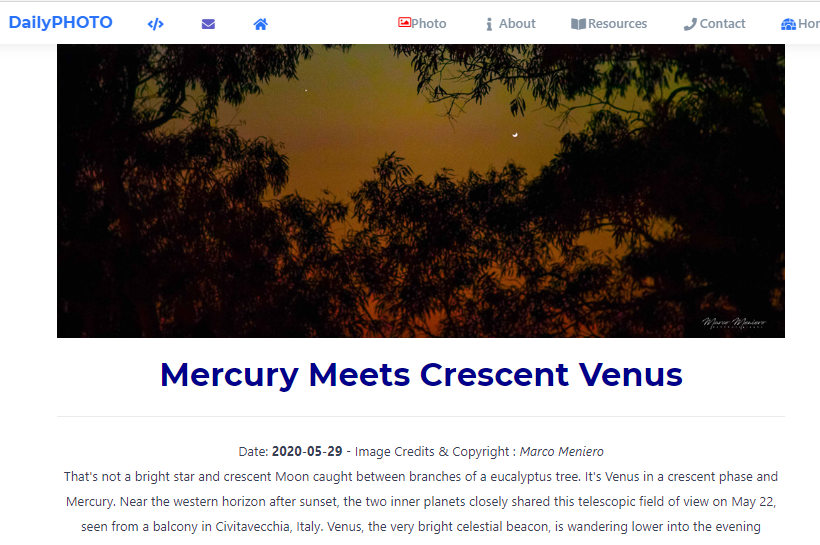 DailyPHOTO Photo About Resources Contact Hor
Marco Meniero
Mercury Meets Crescent Venus
Date: 2020-05-29 - Image Credits & Copyright : Marco Meniero
That's not a bright star and crescent Moon caught between branches of a eucalyptus tree. It's Venus in a crescent phase and
Mercury. Near the western horizon after sunset, the two inner planets closely shared this telescopic field of view on May 22,
seen from a balcony in Civitavecchia, Italy. Venus, the very bright celestial beacon, is wandering lower into the evening